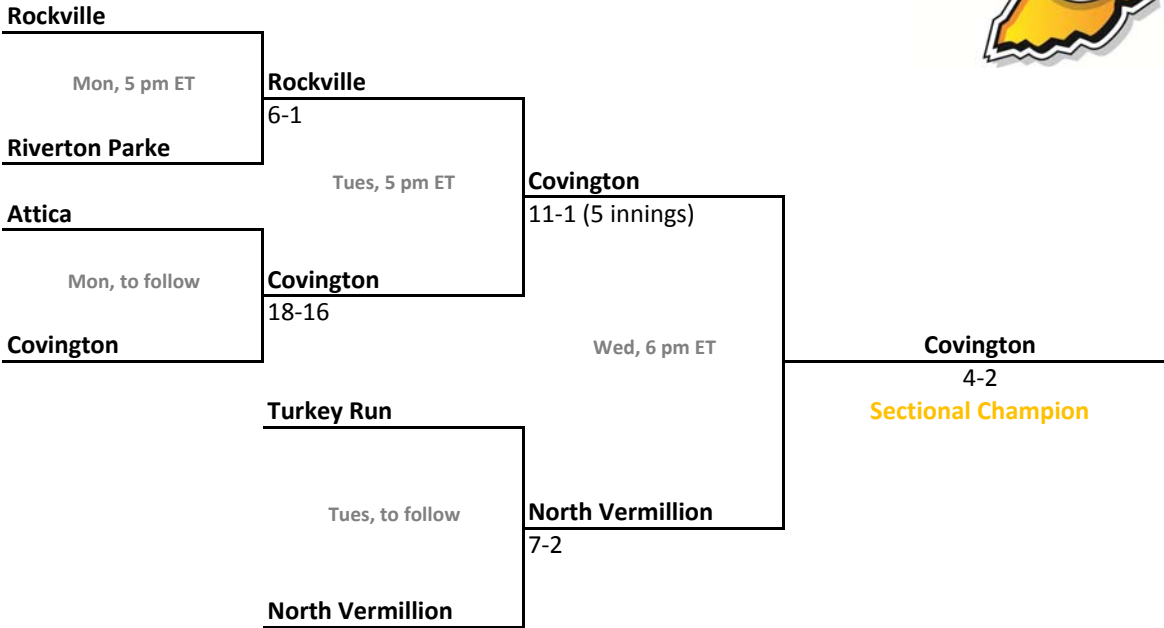 Rockville
Mon, 5 pm ET
Rockville
6-1
Riverton Parke
Tues, 5 pm ET
Covington
11-1 (5 innings)
Attica
Mon, to follow
Covington
18-16
Covington
Wed, 6 pm ET
Covington
4-2
Sectional Champion
Turkey Run
Tues, to follow
North Vermillion
7-2
North Vermillion